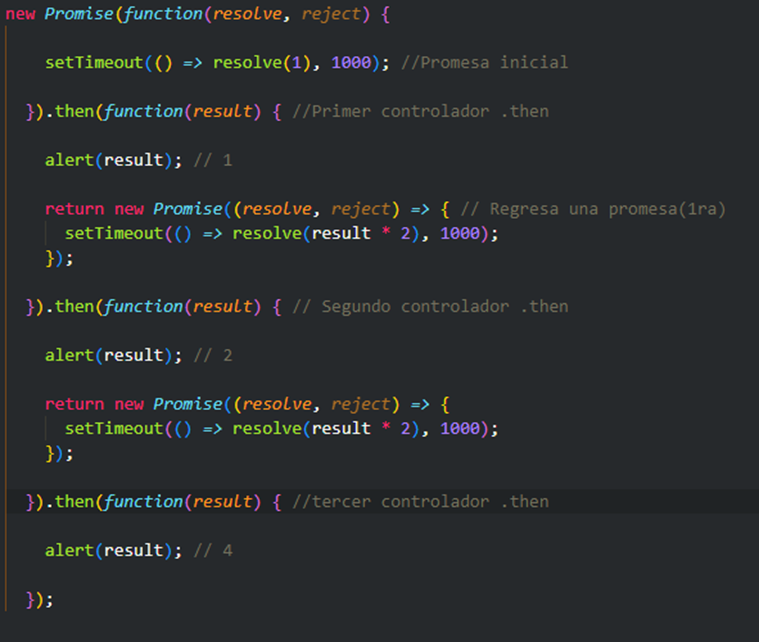 new Promise(function(resolve, reject) {
setTimeout(() => resolve(1), 1000); //Promesa inicial
}).then(function(result) { //Primer controlador .then
alert(result); // 1
return new Promise((resolve, reject) => { // Regresa una promesa(1ra)
setTimeout(() => resolve(result * 2), 1000);
});
}).then(function(result) { // Segundo controlador .then
alert(result); // 2
return new Promise((resolve, reject) => {
setTimeout(() => resolve(result * 2), 1000);
});
}).then(function(result) { //tercer controlador .then
alert(result); // 4
});